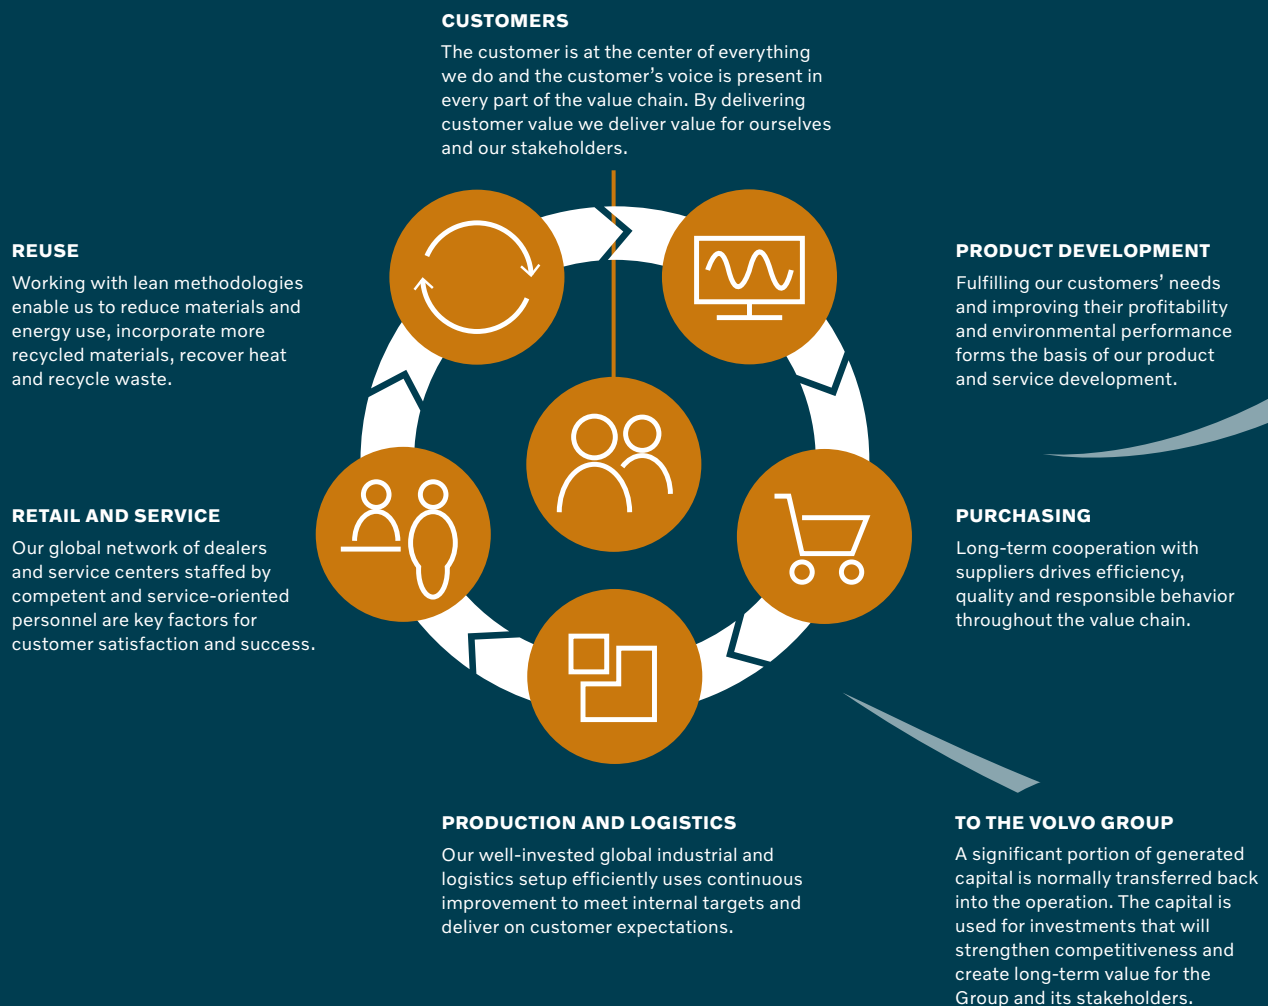 CUSTOMERS
The customer is at the center of everything
we do and the customer’s voice is present in
every part of the value chain. By delivering
customer value we deliver value for ourselves
and our stakeholders.
REUSE
Working with lean methodologies
enable us to reduce materials and
energy use, incorporate more
recycled materials, recover heat
and recycle waste.
PRODUCT DEVELOPMENT
Fulfilling our customers’ needs
and improving their profitability
and environmental performance
forms the basis of our product
and service development.
RETAIL AND SERVICE
Our global network of dealers
and service centers staffed by
competent and service-oriented
personnel are key factors for
customer satisfaction and success.
PURCHASING
Long-term cooperation with
suppliers drives efficiency,
quality and responsible behavior
throughout the value chain.
PRODUCTION AND LOGISTICS
Our well-invested global industrial and
logistics setup efficiently uses continuous
improvement to meet internal targets and
deliver on customer expectations.
TO THE VOLVO GROUP
A significant portion of generated
capital is normally transferred back
into the operation. The capital is
used for investments that will
strengthen competitiveness and
create long-term value for the
Group and its stakeholders.